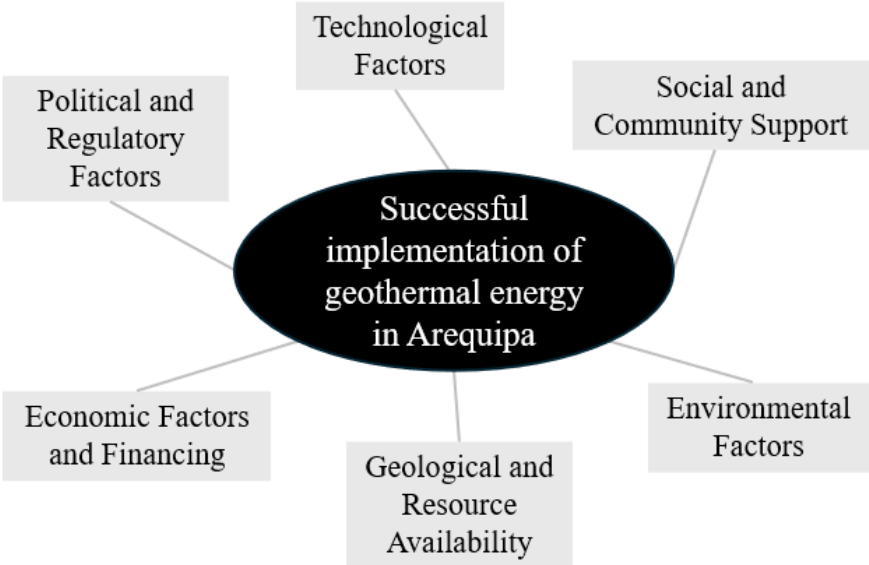 Technological
Factors
Political and
Regulatory
Factors
Social and
Community Support
Successful
implementation of
geothermal energy
in Arequipa
Economic Factors
and Financing
Geological and
Resource
Availability
Environmental
Factors